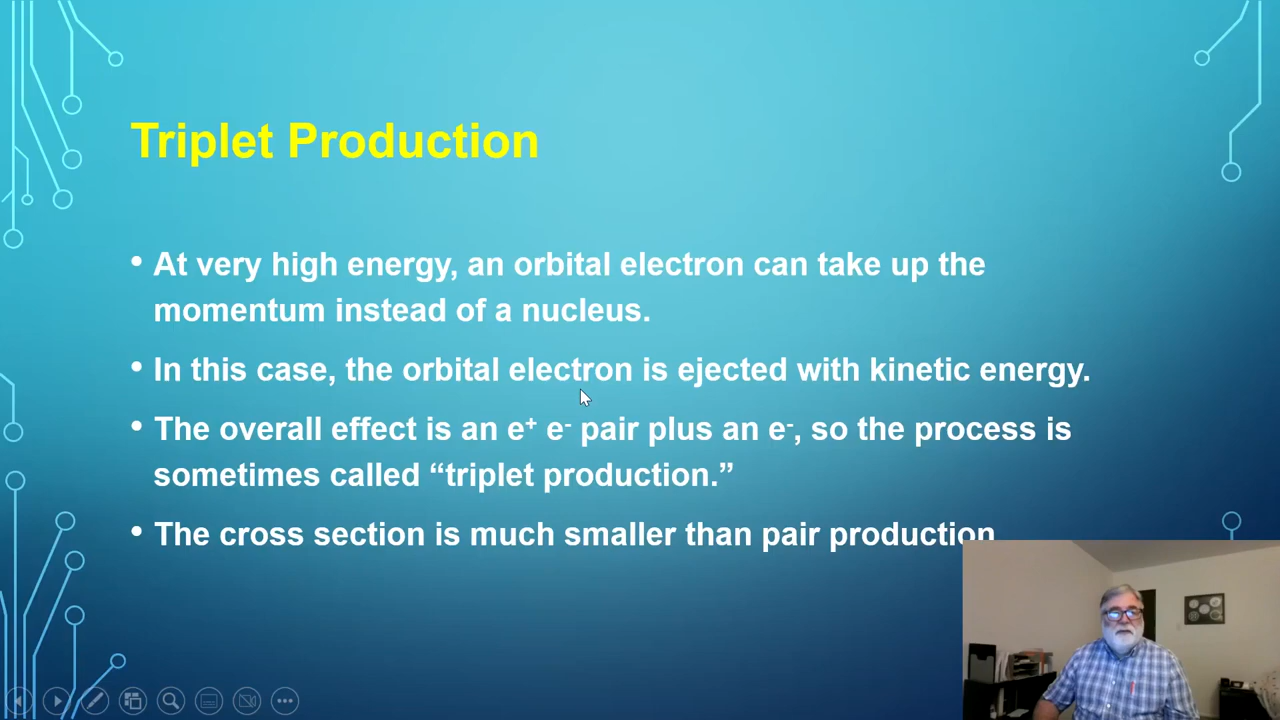 Triplet Production
• At very high energy, an orbital electron can take up the
momentum instead of a nucleus.
• In this case, the orbital electron is ejected with kinetic energy.
• The overall effect is an e⁺ e⁻ pair plus an e⁻, so the process is
sometimes called “triplet production.”
• The cross section is much smaller than pair production